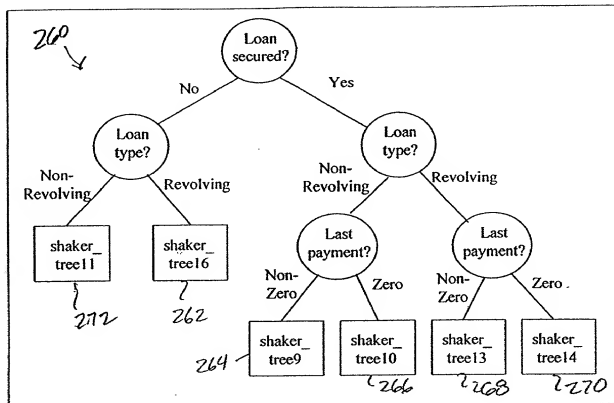 260
Loan
secured?
No
Yes
Loan
type?
Loan
type?
Non-
Revolving
Revolving
Non-
Revolving
Revolving
shaker_
tree11
shaker_
tree16
Last
payment?
Last
payment?
272
262
Non-
Zero
Zero
Non-
Zero
Zero
264
shaker_
tree9
shaker_
tree10
shaker_
tree13
shaker_
tree14
266
268
270